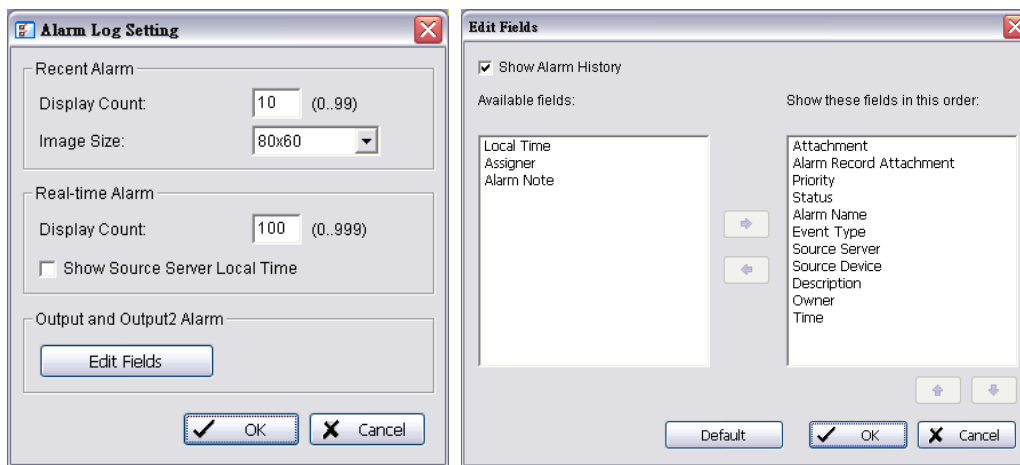 Alarm Log Setting
Recent Alarm
Display Count: 10 (0..99)
Image Size: 80x60
Real-time Alarm
Display Count: 100 (0..999)
Show Source Server Local Time
Output and Output2 Alarm
Edit Fields
OK Cancel
Edit Fields
Show Alarm History
Available fields:
Local Time
Assigner
Alarm Note
Show these fields in this order:
Attachment
Alarm Record Attachment
Priority
Status
Alarm Name
Event Type
Source Server
Source Device
Description
Owner
Time
Default OK Cancel